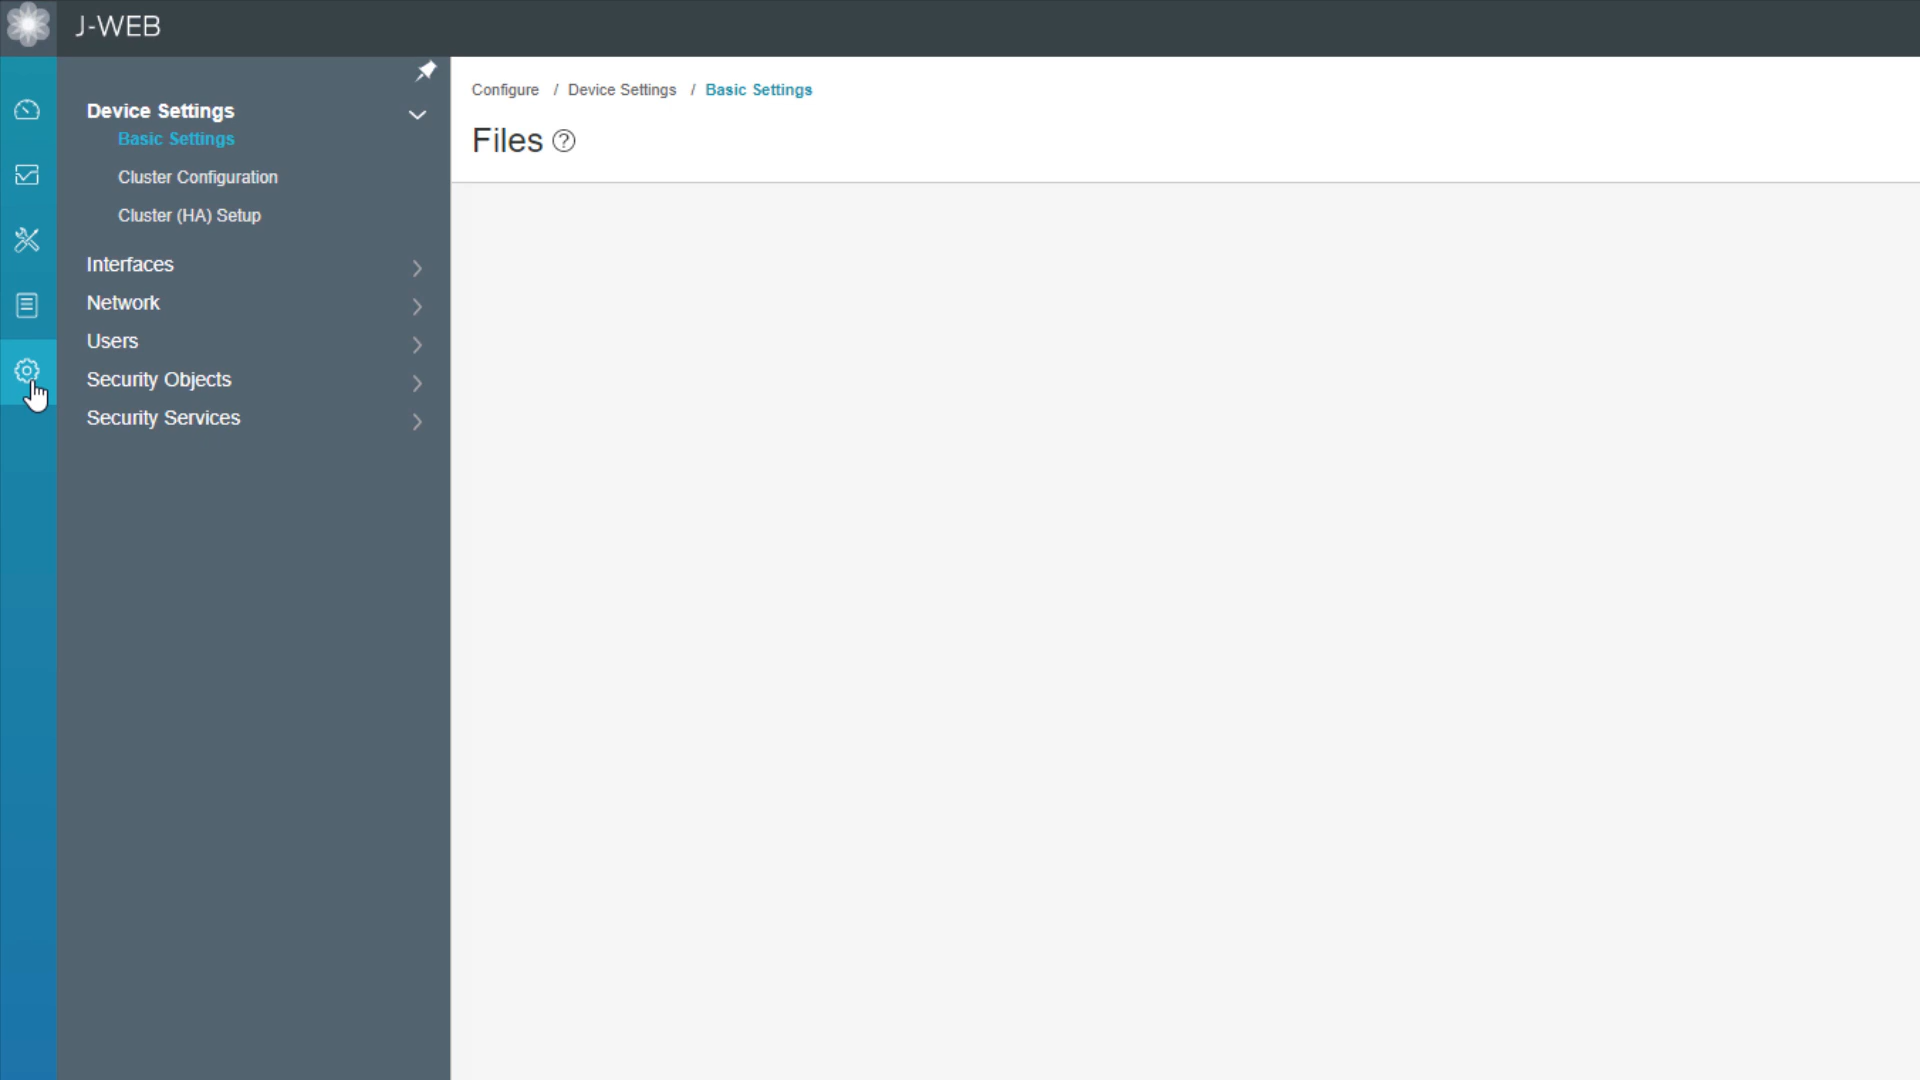 J-WEB
Device Settings
Basic Settings
Cluster Configuration
Cluster (HA) Setup
Interfaces
Network
Users
Security Objects
Security Services
Configure / Device Settings / Basic Settings
Files ?